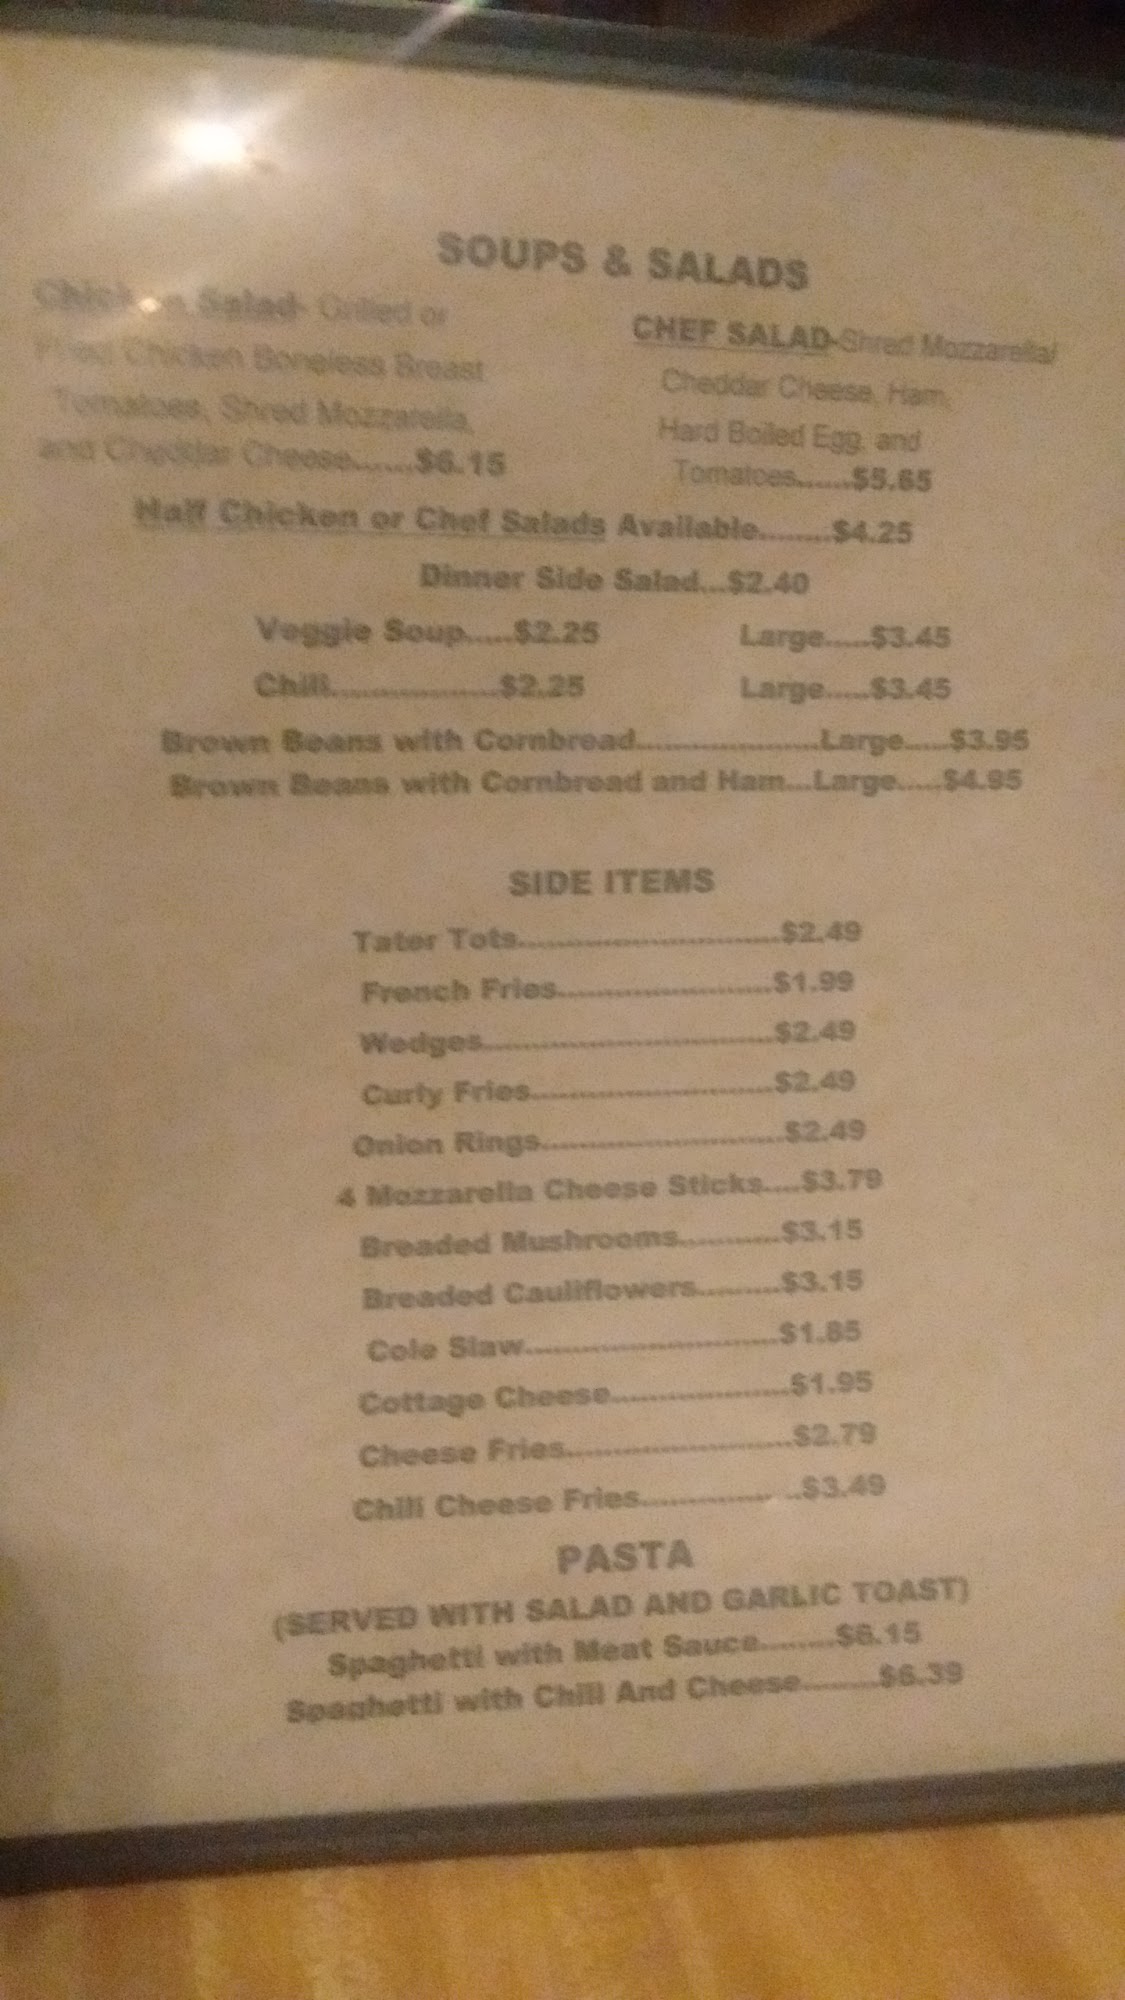 SOUPS & SALADS
Chicken Salad- Grilled or
Fried Chicken Boneless Breast
Tomatoes, Shred Mozzarella,
and Cheddar Cheese.......$6.15
CHEF SALAD-Shred Mozzarella/
Cheddar Cheese, Ham,
Hard Boiled Egg, and
Tomatoes.......$5.65
Half Chicken or Chef Salads Available.........$4.25
Dinner Side Salad...$2.40
Veggie Soup......$2.25 Large......$3.45
Chili.....................$2.25 Large......$3.45
Brown Beans with Cornbread.......................Large......$3.95
Brown Beans with Cornbread and Ham...Large......$4.95
SIDE ITEMS
Tater Tots................................$2.49
French Fries..........................$1.99
Wedges....................................$2.49
Curly Fries..............................$2.49
Onion Rings..............................$2.49
4 Mozzarella Cheese Sticks.....$3.79
Breaded Mushrooms.............$3.15
Breaded Cauliflowers..........$3.15
Cole Slaw...............................$1.85
Cottage Cheese......................$1.95
Cheese Fries............................$2.79
Chili Cheese Fries.................. ..$3.49
PASTA
(SERVED WITH SALAD AND GARLIC TOAST)
Spaghetti with Meat Sauce.........$6.15
Spaghetti with Chili And Cheese.........$6.39